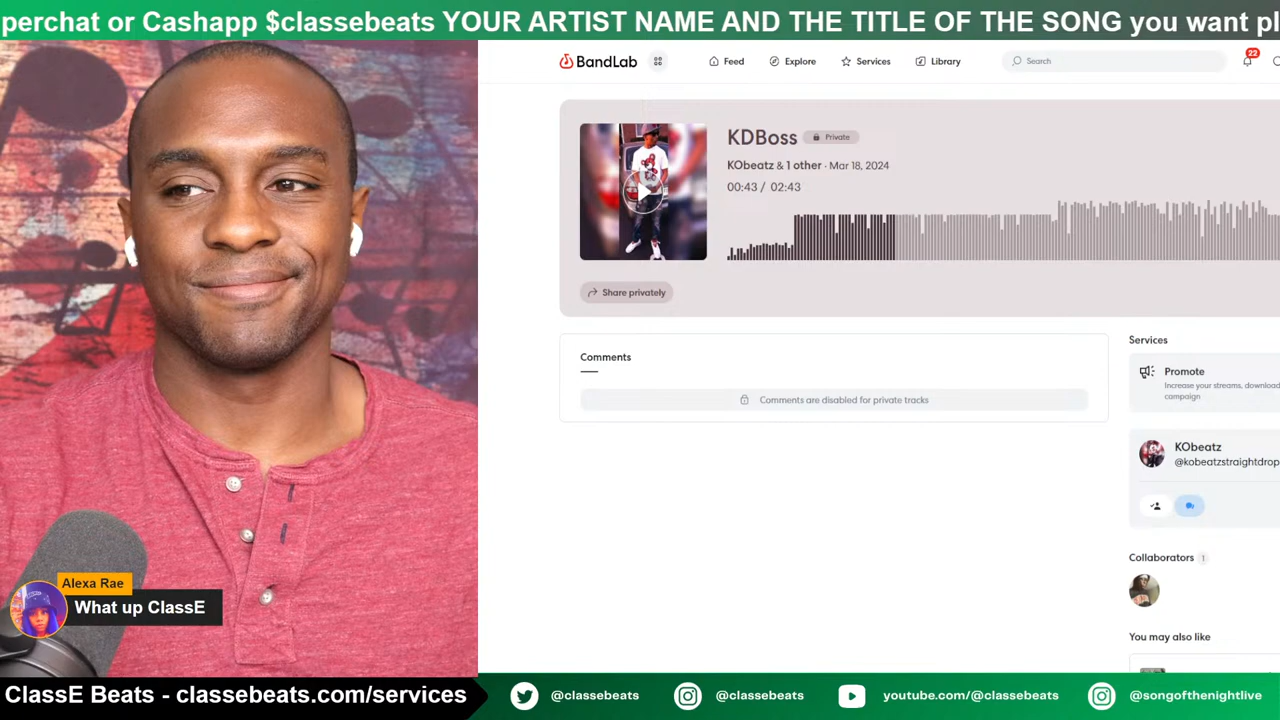 perchat or Cashapp $classebeats YOUR ARTIST NAME AND THE TITLE OF THE SONG you want pl
BandLab
Feed
Explore
Services
Library
Search
22
KDBoss
Private
KObeatz & 1 other · Mar 18, 2024
00:43 / 02:43
Share privately
Comments
Comments are disabled for private tracks
Services
Promote
Increase your streams, download
campaign
KObeatz
@kobeatzstraightdrop
Collaborators 1
You may also like
Alexa Rae
What up ClassE
ClassE Beats - classebeats.com/services
@classebeats
@classebeats
youtube.com/@classebeats
@songofthenightlive